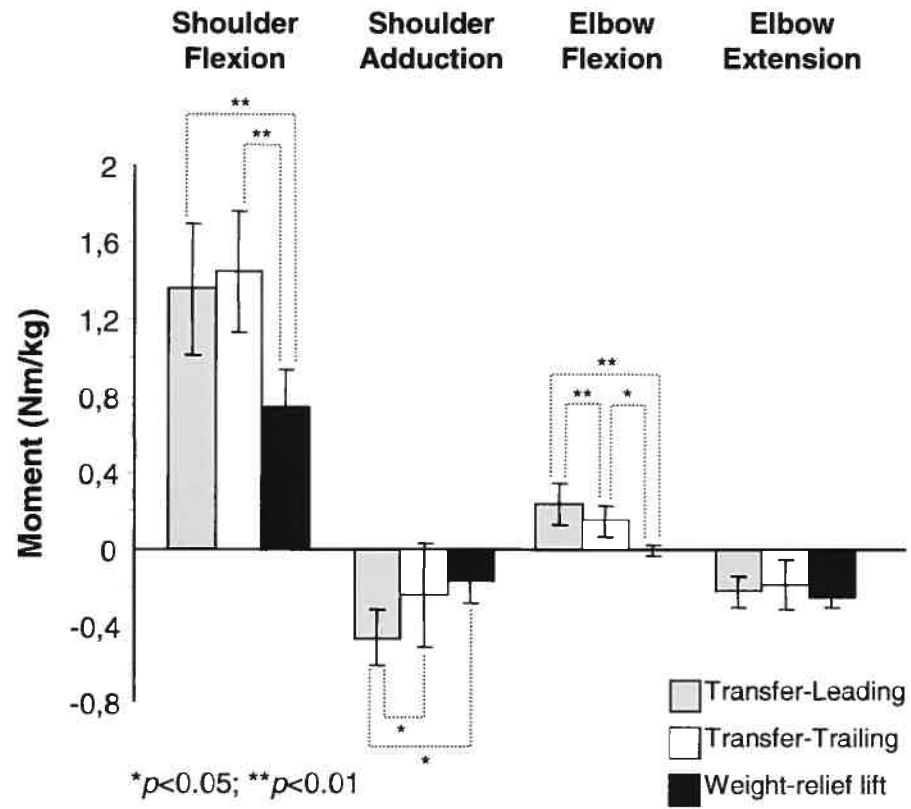 Shoulder Flexion
Shoulder Adduction
Elbow Flexion
Elbow Extension
**
**
2
1,6
1,2
0,8
0,4
0
-0,4
-0,8
Moment (Nm/kg)
**
**
*
*
*
Transfer-Leading
Transfer-Trailing
Weight-relief lift
*p<0.05; **p<0.01